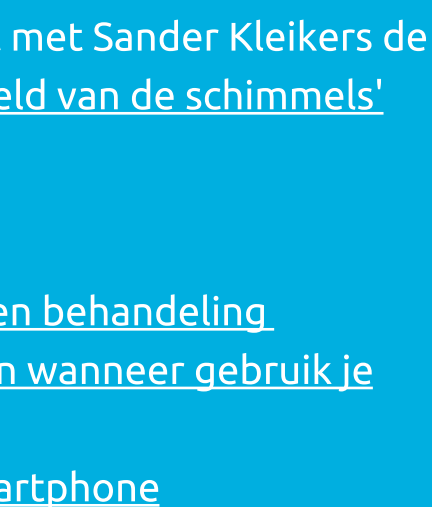 met Sander Kleikers de
eld van de schimmels'
en behandeling
n wanneer gebruik je
artphone